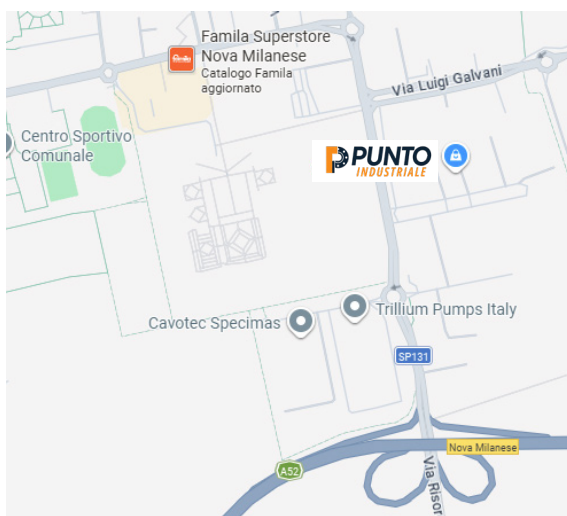 Famila Superstore
Nova Milanese
Catalogo Famila
aggiornato
Via Luigi Galvani
Centro Sportivo
Comunale
PUNTO
INDUSTRIALE
Cavotec Specimas
Trillium Pumps Italy
SP131
Nova Milanese
A52
Via Risor